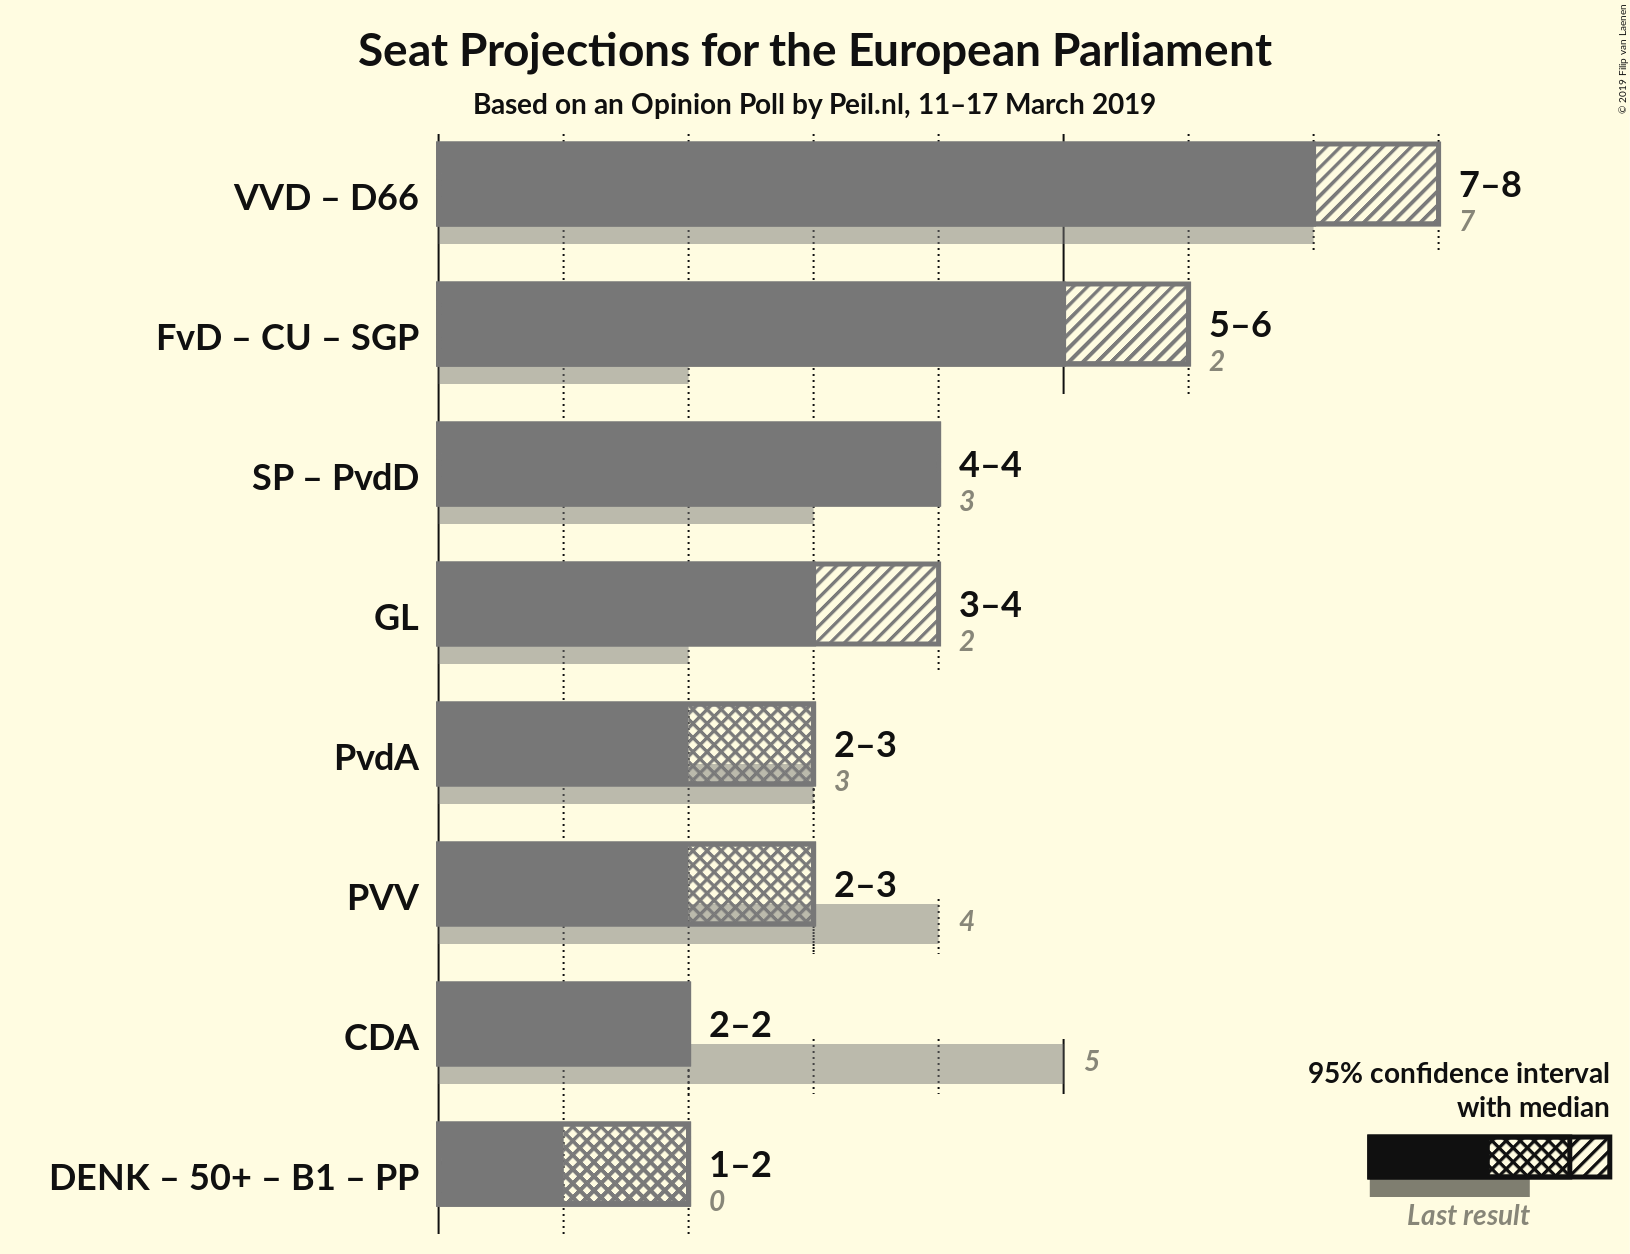 Seat Projections for the European Parliament
Based on an Opinion Poll by Peil.nl, 11–17 March 2019
© 2019 Filip van Laenen
VVD – D66
7–8
7
FvD – CU – SGP
5–6
2
SP – PvdD
4–4
3
GL
3–4
2
PvdA
2–3
3
PVV
2–3
4
CDA
2–2
5
DENK – 50+ – B1 – PP
1–2
0
95% confidence interval
with median
Last result